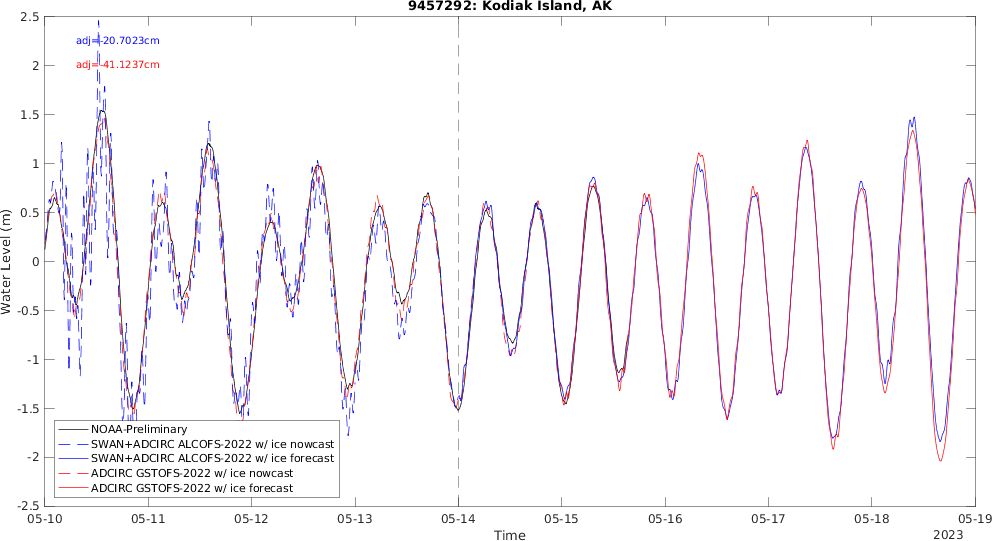 9457292: Kodiak Island, AK
adj=-20.7023cm
adj=-41.1237cm
Water Level (m)
2.5
2
1.5
1
0.5
0
-0.5
-1
-1.5
-2
-2.5
NOAA-Preliminary
SWAN+ADCIRC ALCOFS-2022 w/ ice nowcast
SWAN+ADCIRC ALCOFS-2022 w/ ice forecast
ADCIRC GSTOFS-2022 w/ ice nowcast
ADCIRC GSTOFS-2022 w/ ice forecast
05-10 05-11 05-12 05-13 05-14 05-15 05-16 05-17 05-18 05-19
Time
2023